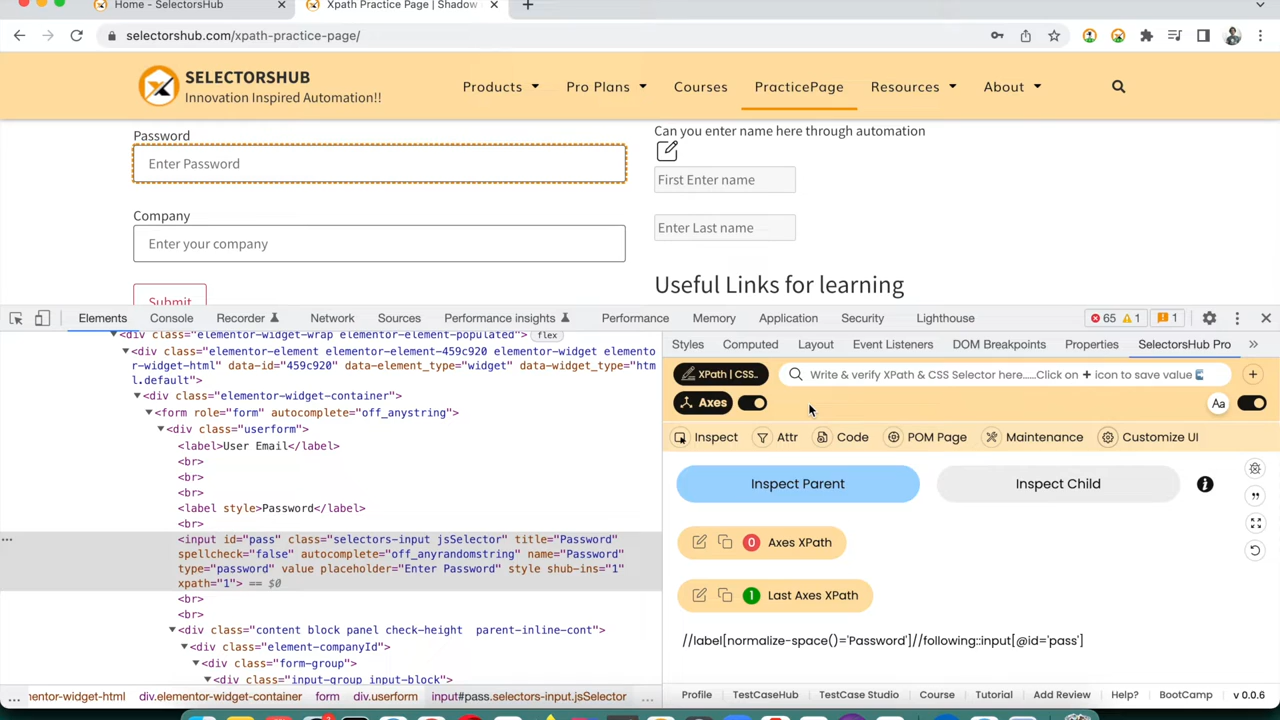 Home - SelectorsHub
Xpath Practice Page | Shadow
selectorshub.com/xpath-practice-page/
SELECTORSHUB
Innovation Inspired Automation!!
Products
Pro Plans
Courses
PracticePage
Resources
About
Password
Enter Password
Company
Enter your company
Submit
Can you enter name here through automation
First Enter name
Enter Last name
Useful Links for learning
Elements
Console
Recorder
Network
Sources
Performance insights
Performance
Memory
Application
Security
Lighthouse
65
1
1
<div class="elementor-widget-wrap elementor-element-populated"> flex
<div class="elementor-element elementor-element-459c920 elementor-widget elemento
r-widget-html" data-id="459c920" data-element_type="widget" data-widget_type="htm
l.default">
<div class="elementor-widget-container">
<form role="form" autocomplete="off_anystring">
<div class="userform">
<label>User Email</label>
<br>
<br>
<br>
<label style>Password</label>
<br>
<input id="pass" class="selectors-input jsSelector" title="Password"
spellcheck="false" autocomplete="off_anyrandomstring" name="Password"
type="password" value placeholder="Enter Password" style shub-ins="1"
xpath="1"> == $0
<br>
<br>
<div class="content block panel check-height  parent-inline-cont">
<div class="element-companyId">
<div class="form-group">
<div class="input-group input-block">
... nentor-widget-html div.elementor-widget-container form div.userform input#pass.selectors-input.jsSelector ...
Styles
Computed
Layout
Event Listeners
DOM Breakpoints
Properties
SelectorsHub Pro
XPath | CSS..
Write & verify XPath & CSS Selector here......Click on + icon to save value
Axes
Aa
Inspect
Attr
Code
POM Page
Maintenance
Customize UI
Inspect Parent
Inspect Child
0 Axes XPath
1 Last Axes XPath
//label[normalize-space()='Password']//following::input[@id='pass']
Profile
TestCaseHub
TestCase Studio
Course
Tutorial
Add Review
Help?
BootCamp
v 0.0.6